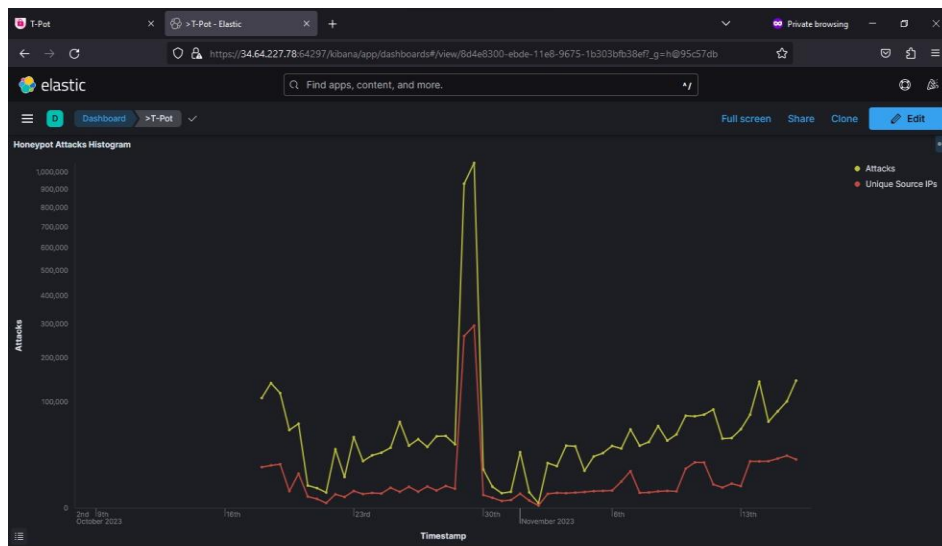 T-Pot
>T-Pot - Elastic
Private browsing
https://34.64.227.78:64297/kibana/app/dashboards#/view/8d4e8300-ebde-11e8-9675-1b303bfb38ef?_g=h@95c57db
elastic
Find apps, content, and more.
^/
D
Dashboard
>T-Pot
Full screen
Share
Clone
Edit
Honeypot Attacks Histogram
Attacks
Unique Source IPs
1,000,000
900,000
800,000
700,000
600,000
500,000
400,000
300,000
200,000
100,000
0
Attacks
2nd
9th
16th
23rd
30th
6th
13th
October 2023
November 2023
Timestamp